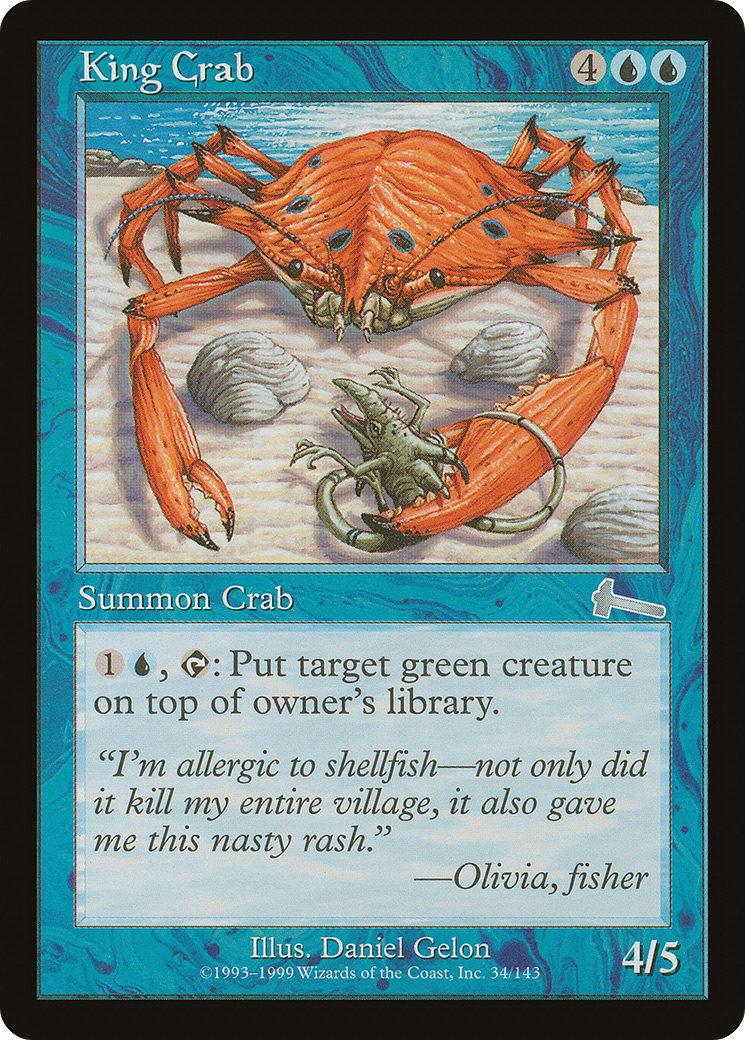 King Crab
4
Summon Crab
1 , : Put target green creature
on top of owner's library.
“I'm allergic to shellfish—not only did
it kill my entire village, it also gave
me this nasty rash.”
—Olivia, fisher
Illus. Daniel Gelon
©1993–1999 Wizards of the Coast, Inc. 34/143
4/5